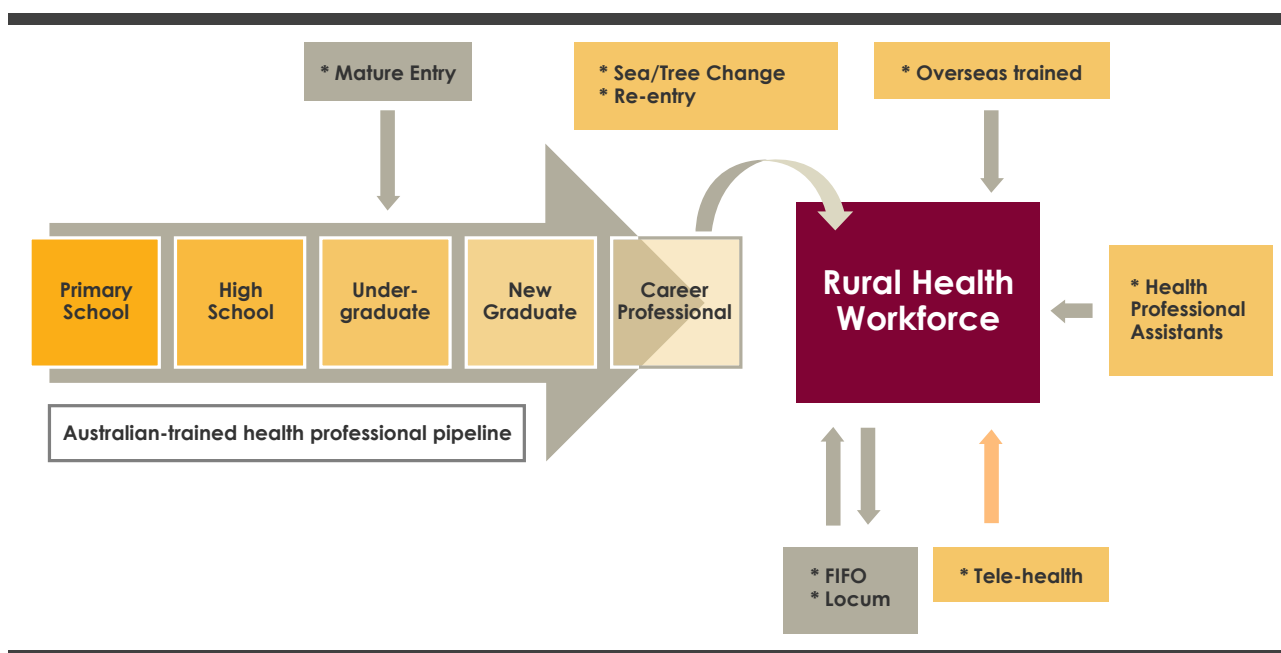 * Mature Entry
* Sea/Tree Change
* Re-entry
* Overseas trained
Primary
School
High
School
Under-
graduate
New
Graduate
Career
Professional
Rural Health
Workforce
* Health
Professional
Assistants
Australian-trained health professional pipeline
* FIFO
* Locum
* Tele-health